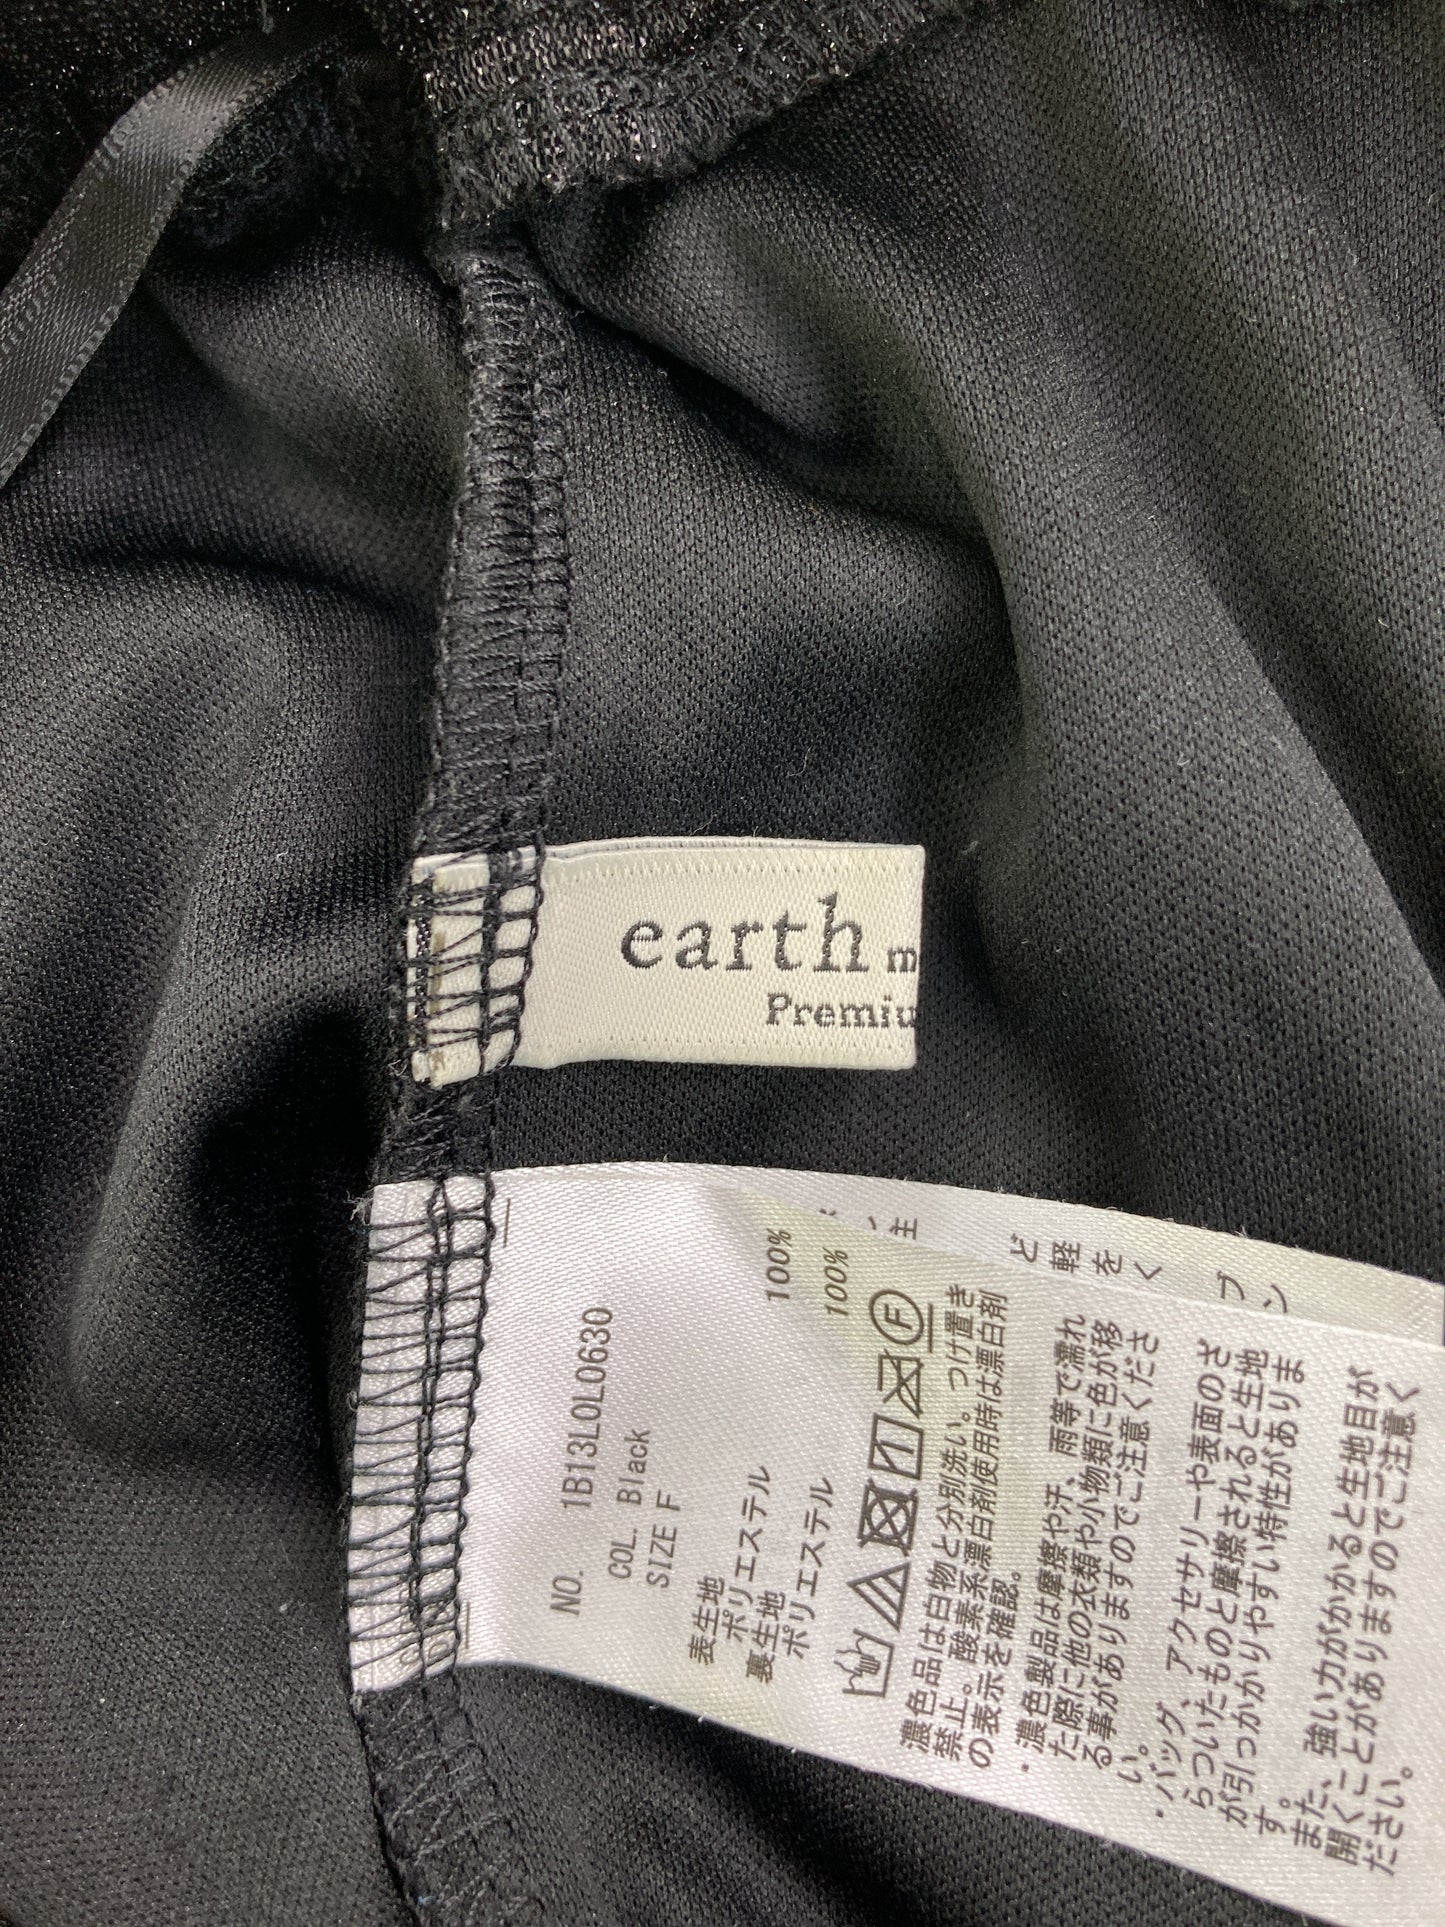 earth m
Premiu
NO. 1B13L0L0630
COL. Black
SIZE F
表生地
ポリエステル 100%
裏生地
ポリエステル 100%
濃色品は白物と分別洗い。つけ置き
禁止。酸素系漂白剤使用時は漂白剤
の表示を確認。
・濃色製品は摩擦や汗、雨等で濡れ
た際に他の衣類や小物類に色が移
る事がありますのでご注意くださ
い。
・バッグ、アクセサリーや表面のざ
らついたものと摩擦されると生地
が引っかかりやすい特性がありま
す。
また、強い力がかかると生地目が
開くことがありますのでご注意く
ださい。
ど
軽
を
く
ブ
ン